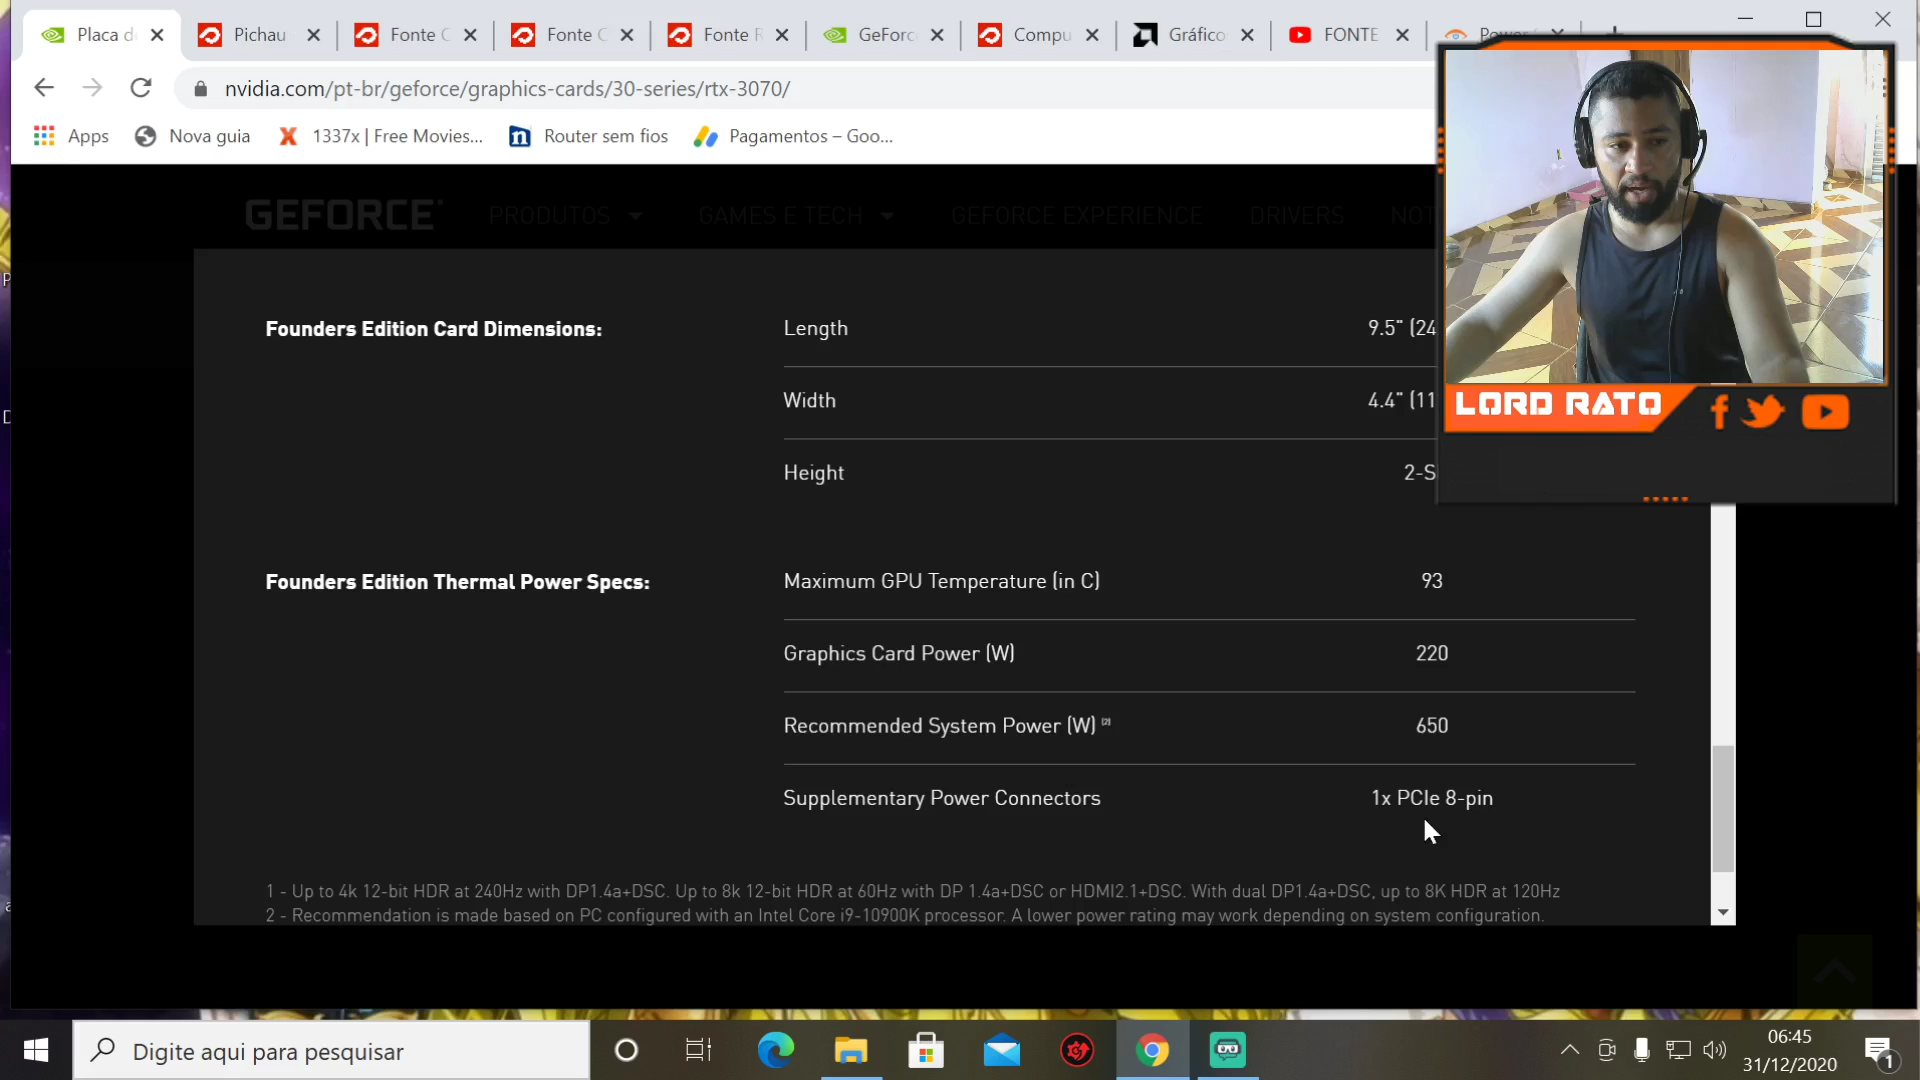 Placa d
Pichau
Fonte C
Fonte C
Fonte R
GeForc
Compu
Gráfico
FONTE
Power
nvidia.com/pt-br/geforce/graphics-cards/30-series/rtx-3070/
Apps
Nova guia
1337x | Free Movies...
Router sem fios
Pagamentos – Goo...
GEFORCE
PRODUTOS
GAMES E TECH
GEFORCE EXPERIENCE
DRIVERS
NOT
Founders Edition Card Dimensions:
Length
9.5" (24
Width
4.4" (11
Height
2-S
LORD RATO
Founders Edition Thermal Power Specs:
Maximum GPU Temperature (in C)
93
Graphics Card Power (W)
220
Recommended System Power (W) (2)
650
Supplementary Power Connectors
1x PCIe 8-pin
1 - Up to 4k 12-bit HDR at 240Hz with DP1.4a+DSC. Up to 8k 12-bit HDR at 60Hz with DP 1.4a+DSC or HDMI2.1+DSC. With dual DP1.4a+DSC, up to 8K HDR at 120Hz
2 - Recommendation is made based on PC configured with an Intel Core i9-10900K processor. A lower power rating may work depending on system configuration.
Digite aqui para pesquisar
06:45
31/12/2020
1